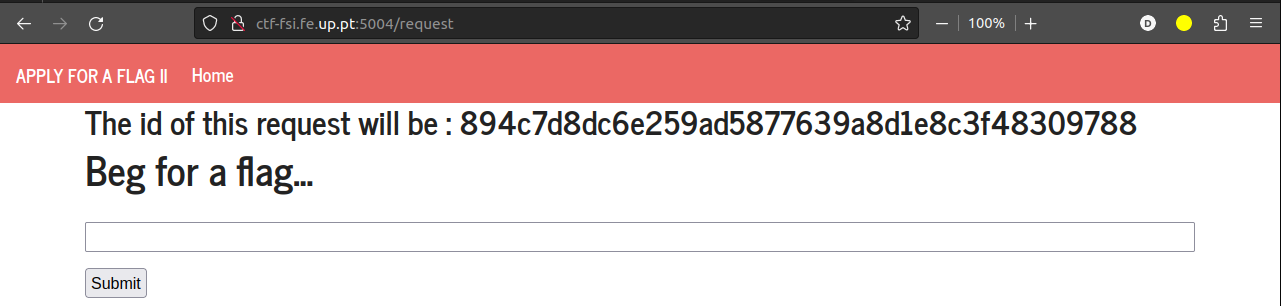 ctf-fsi.fe.up.pt:5004/request
100%
D
APPLY FOR A FLAG II Home
The id of this request will be : 894c7d8dc6e259ad5877639a8d1e8c3f48309788
Beg for a flag...
Submit